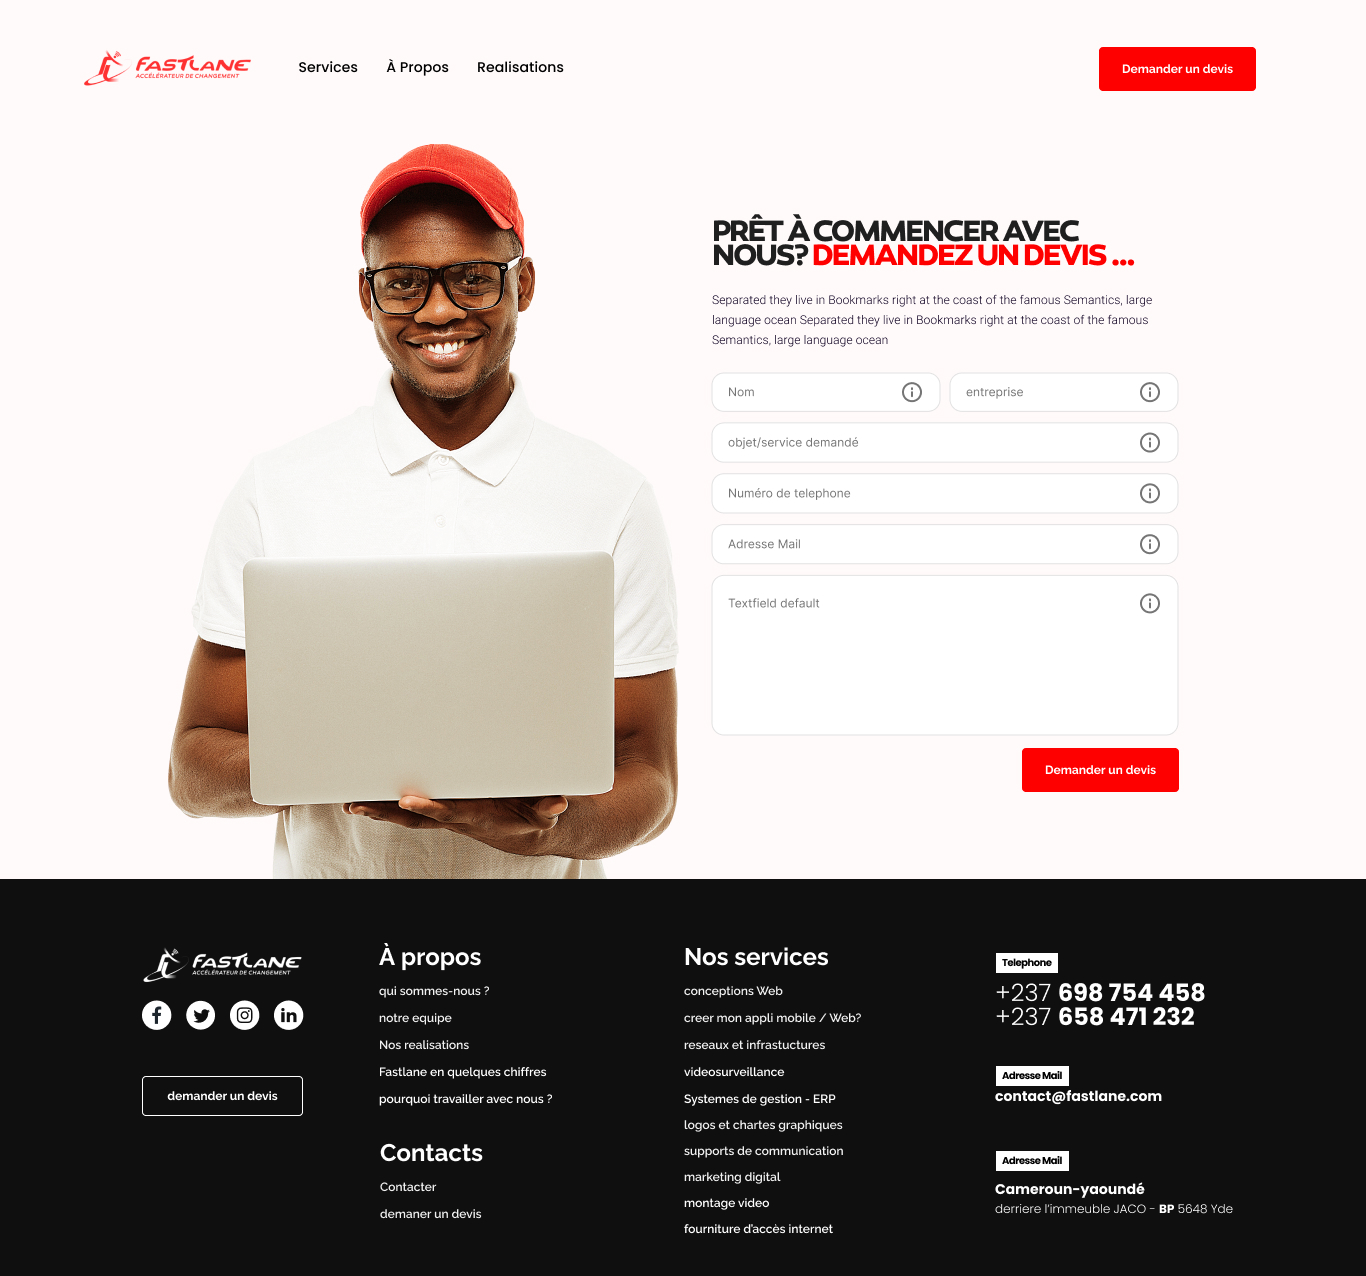 FASTLANE
ACCÉLÉRATEUR DE CHANGEMENT
Services
À Propos
Realisations
Demander un devis
PRÊT À COMMENCER AVEC
NOUS? DEMANDEZ UN DEVIS ...
Separated they live in Bookmarks right at the coast of the famous Semantics, large
language ocean Separated they live in Bookmarks right at the coast of the famous
Semantics, large language ocean
Nom
entreprise
objet/service demandé
Numéro de telephone
Adresse Mail
Textfield default
Demander un devis
FASTLANE
ACCÉLÉRATEUR DE CHANGEMENT
demander un devis
À propos
qui sommes-nous ?
notre equipe
Nos realisations
Fastlane en quelques chiffres
pourquoi travailler avec nous ?
Contacts
Contacter
demaner un devis
Nos services
conceptions Web
creer mon appli mobile / Web?
reseaux et infrastuctures
videosurveillance
Systemes de gestion - ERP
logos et chartes graphiques
supports de communication
marketing digital
montage video
fourniture d'accès internet
Telephone
+237 698 754 458
+237 658 471 232
Adresse Mail
contact@fastlane.com
Adresse Mail
Cameroun-yaoundé
derriere l'immeuble JACO - BP 5648 Yde